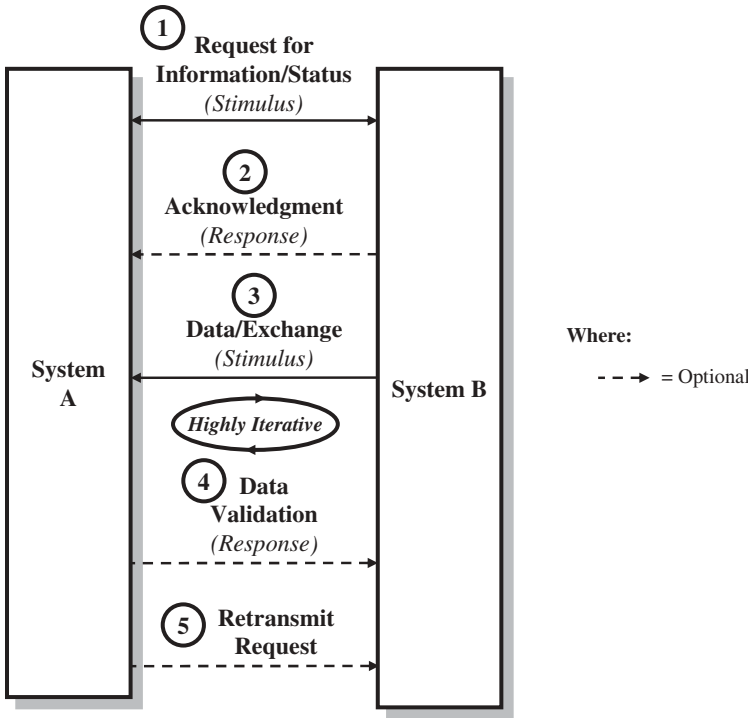 1
Request for
Information/Status
(Stimulus)
2
Acknowledgment
(Response)
3
Data/Exchange
(Stimulus)
System
A
System B
Where:
= Optional
Highly Iterative
4
Data
Validation
(Response)
5
Retransmit
Request